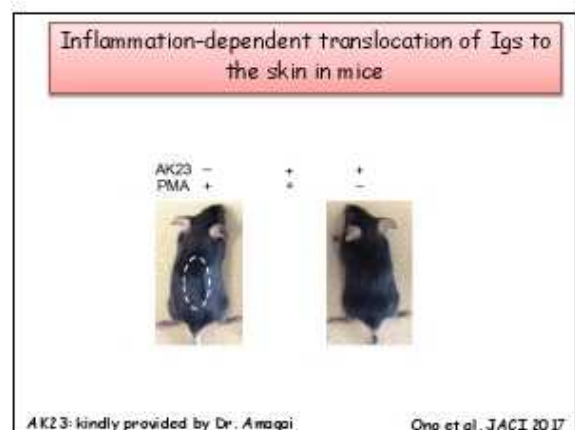 Inflammation-dependent translocation of Igs to
the skin in mice
AK23 - + +
PMA + + -
AK23: kindly provided by Dr. Amagai
Ono et al. JACI 2017